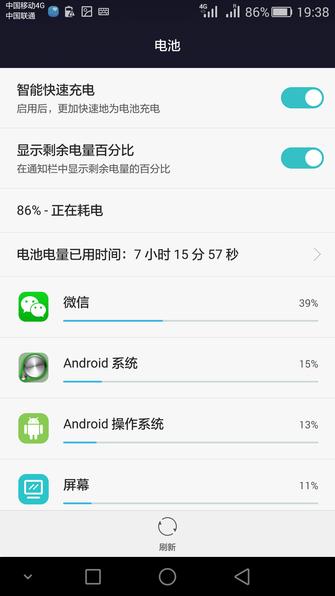 中国移动4G
中国联通
4G
H
86%
19:38
电池
智能快速充电
启用后，更加快速地为电池充电
显示剩余电量百分比
在通知栏中显示剩余电量的百分比
86% - 正在耗电
电池电量已用时间：7 小时 15 分 57 秒
微信
39%
Android 系统
15%
Android 操作系统
13%
屏幕
11%
刷新